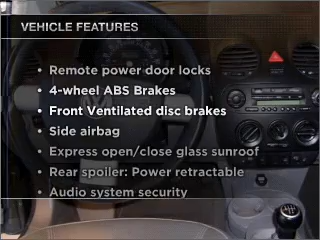 VEHICLE FEATURES
• Remote power door locks
• 4-wheel ABS Brakes
• Front Ventilated disc brakes
• Side airbag
• Express open/close glass sunroof
• Rear spoiler: Power retractable
• Audio system security